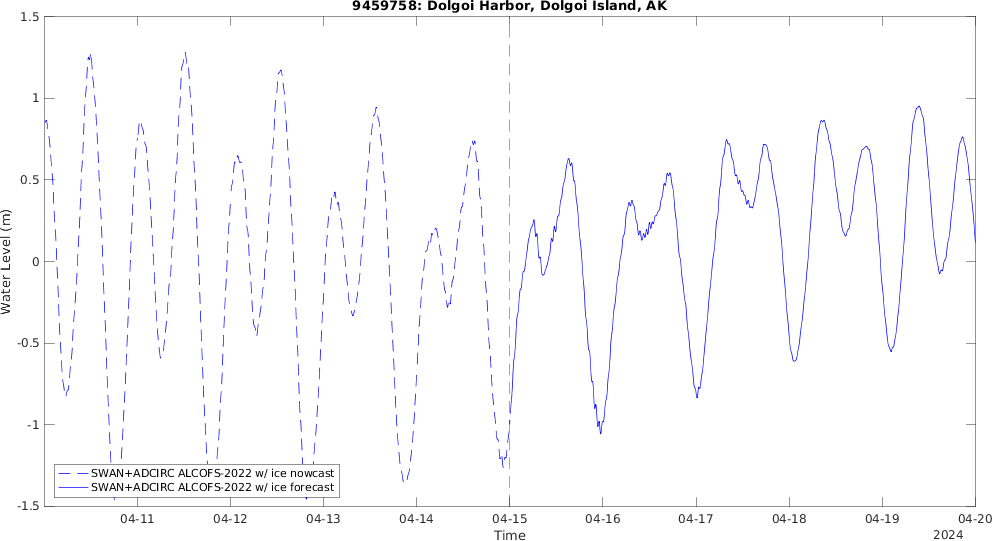 9459758: Dolgoi Harbor, Dolgoi Island, AK
1.5
1
0.5
0
-0.5
-1
-1.5
Water Level (m)
SWAN+ADCIRC ALCOFS-2022 w/ ice nowcast
SWAN+ADCIRC ALCOFS-2022 w/ ice forecast
04-11 04-12 04-13 04-14 04-15 04-16 04-17 04-18 04-19 04-20
Time
2024